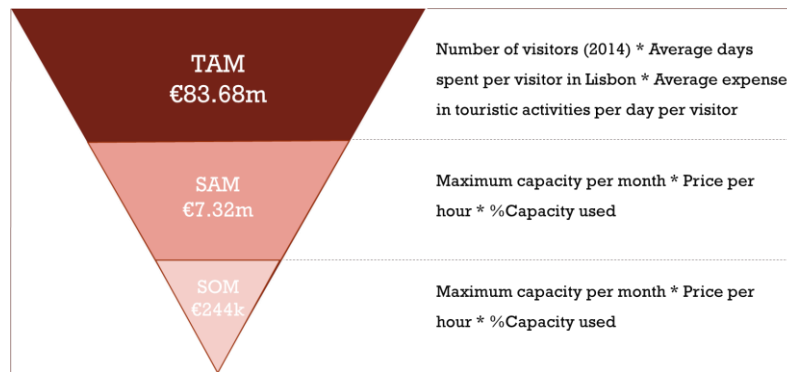 TAM
€83.68m
Number of visitors (2014) * Average days
spent per visitor in Lisbon * Average expense
in touristic activities per day per visitor
SAM
€7.32m
Maximum capacity per month * Price per
hour * %Capacity used
SOM
€244k
Maximum capacity per month * Price per
hour * %Capacity used